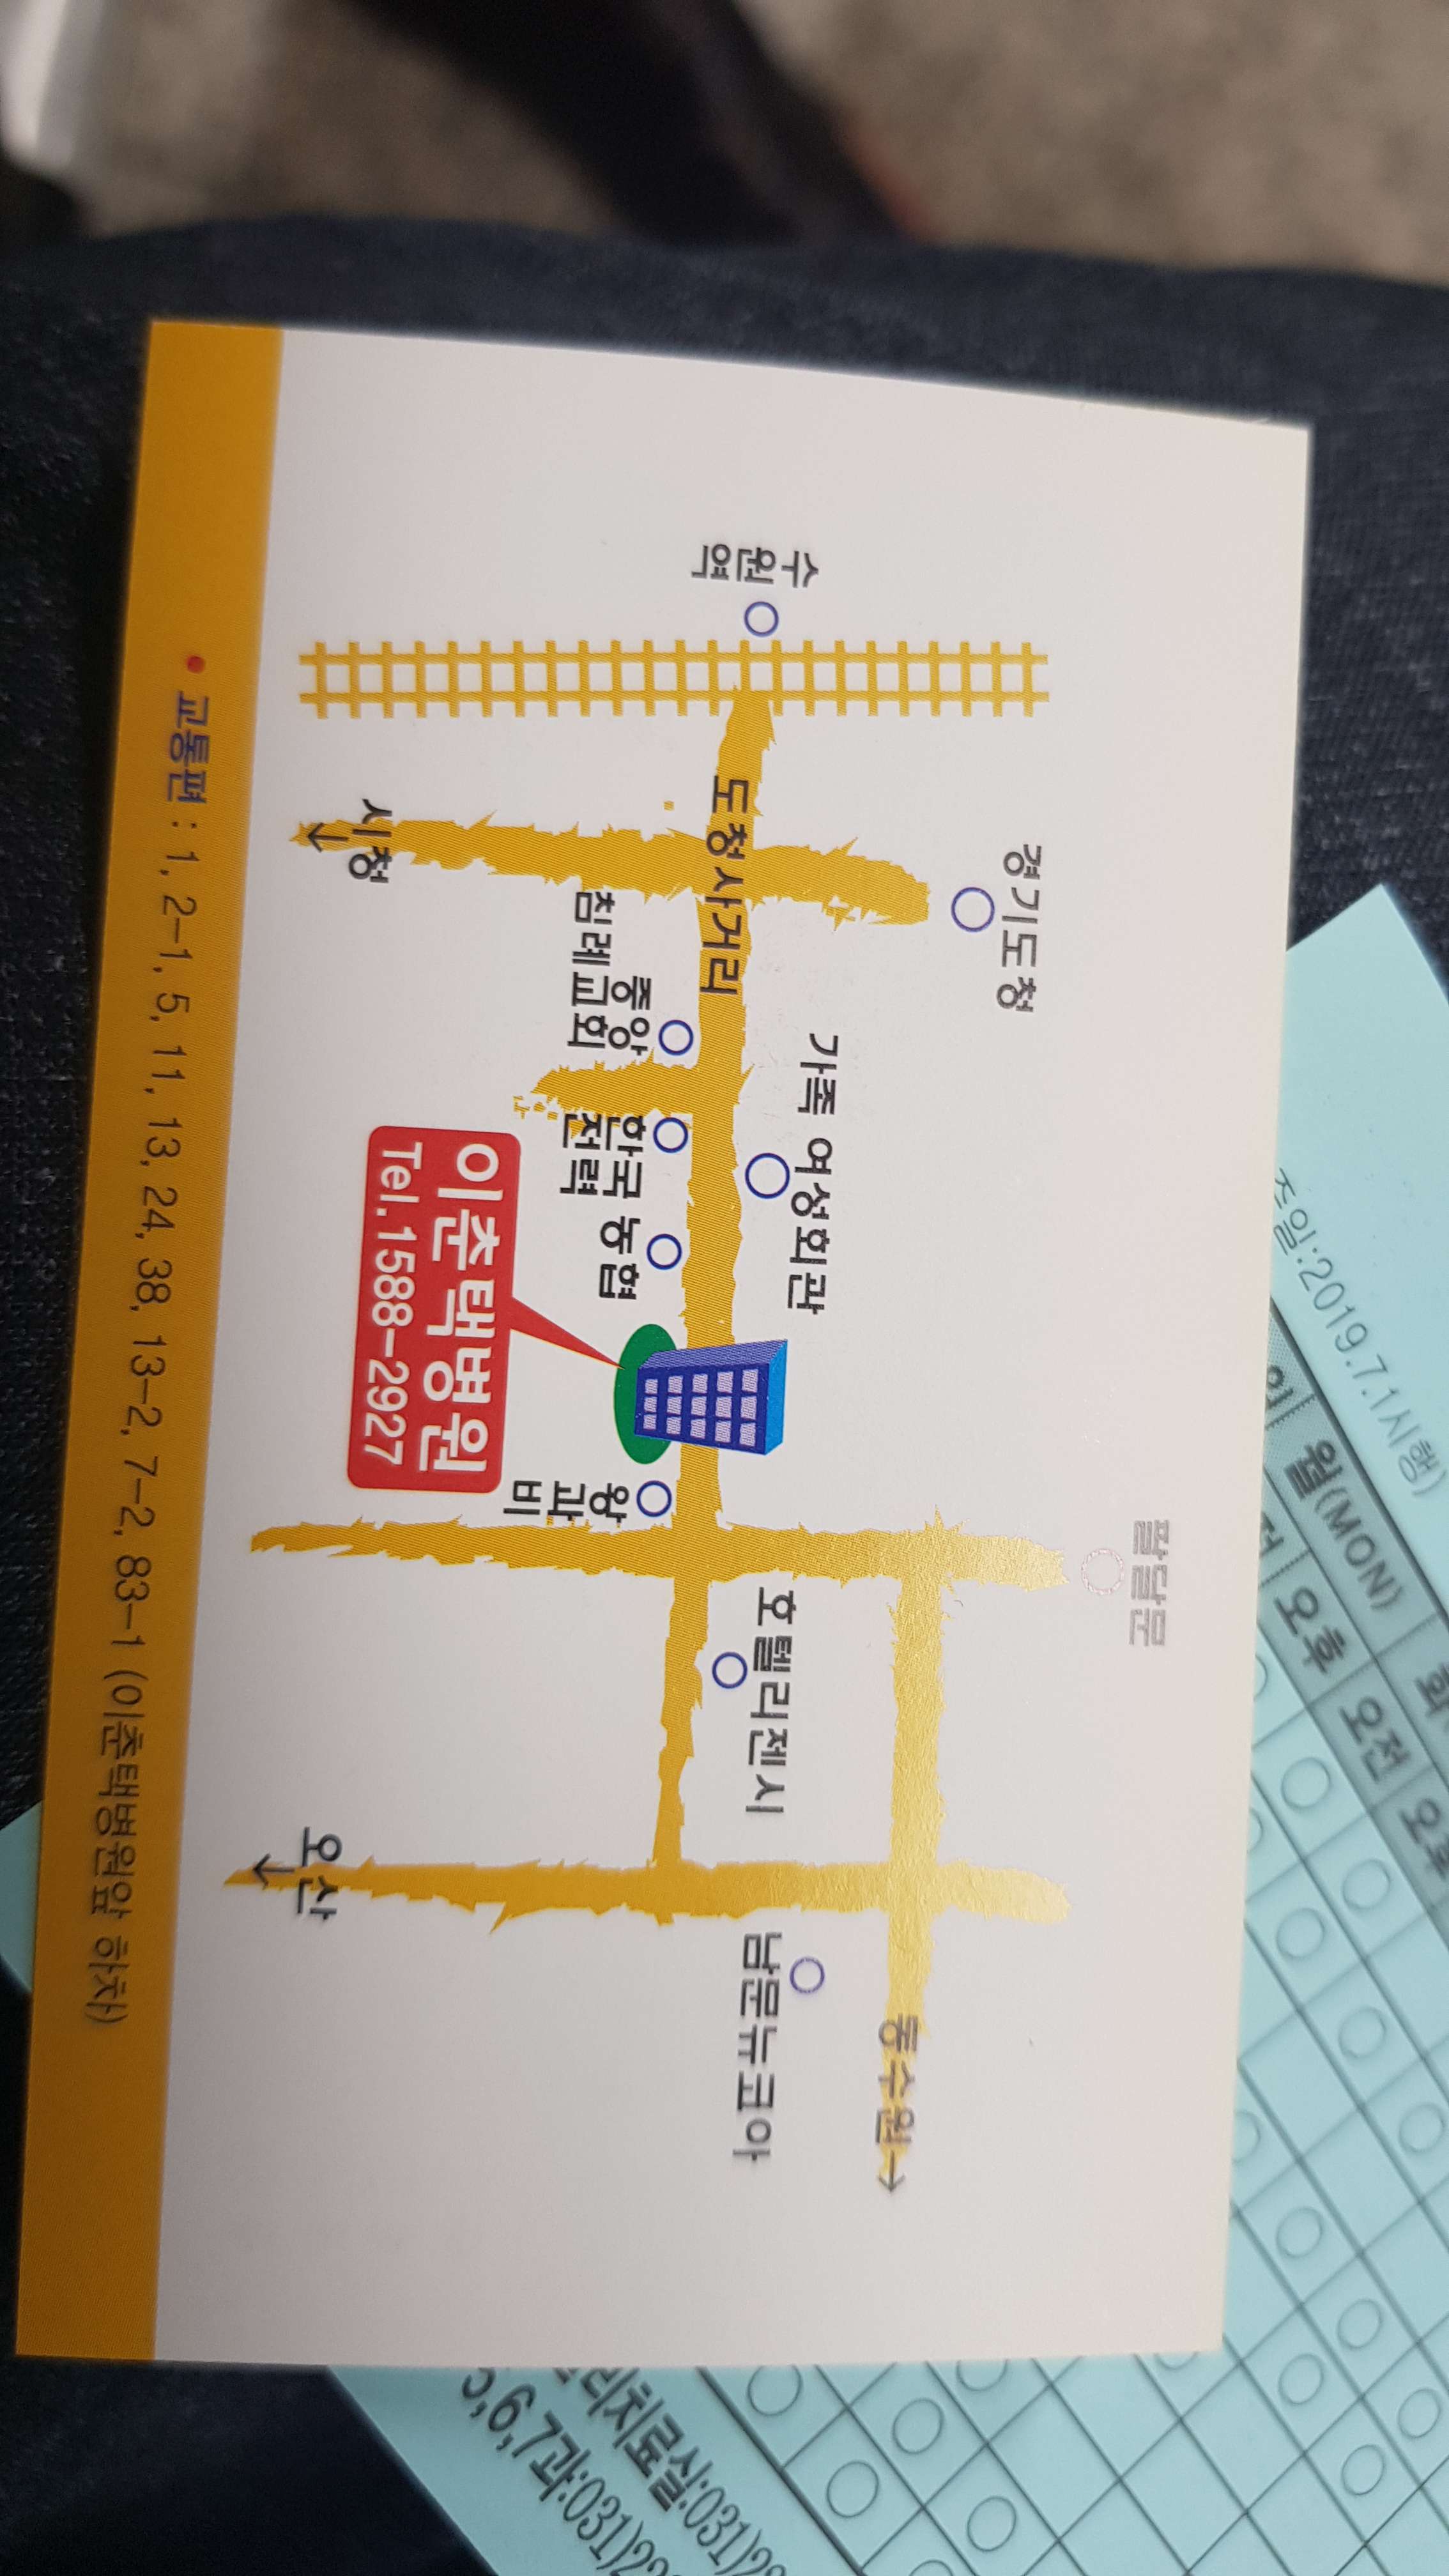 팔달문
경기도청
동수원→
가족 여성회관
호텔리젠시
남문뉴코아
수원역
도청사거리
중앙
침례교회
한국
전력
농협
왕
과
비
이춘택병원
Tel.1588-2927
시청
↓
오산
↓
• 교통편 : 1, 2-1, 5, 11, 13, 24, 38, 13-2, 7-2, 83-1 (이춘택병원앞 하차)
일:2019.7.1시행)
월(MON)
화
오후
오전
오후
리치료실:031)2
,6,7과:031)22